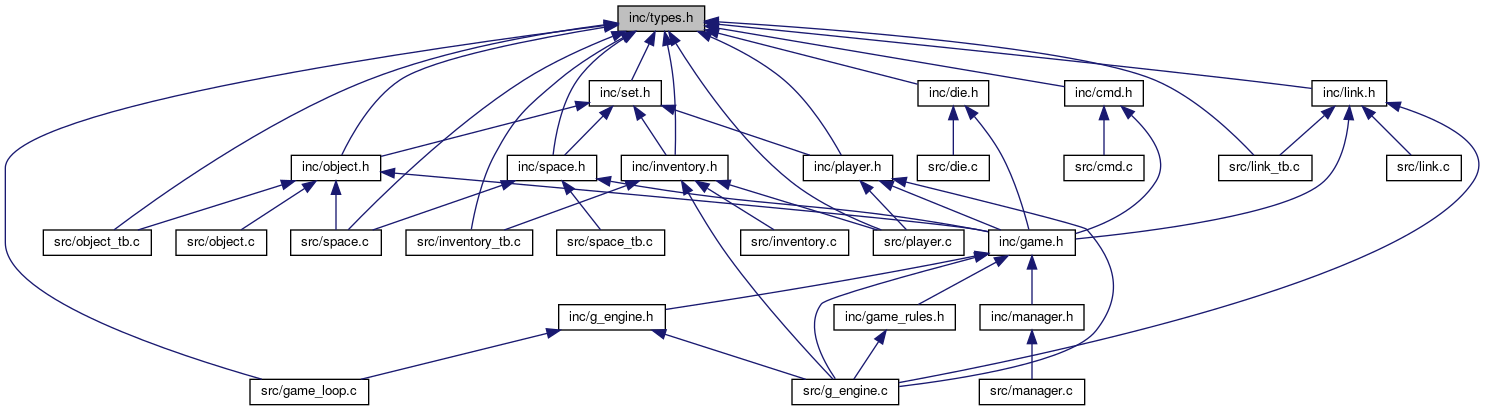 inc/types.h
inc/set.h
inc/die.h
inc/cmd.h
inc/link.h
inc/object.h
inc/space.h
inc/inventory.h
inc/player.h
src/die.c
src/cmd.c
src/link_tb.c
src/link.c
src/object_tb.c
src/object.c
src/space.c
src/inventory_tb.c
src/space_tb.c
src/inventory.c
src/player.c
inc/game.h
inc/g_engine.h
inc/game_rules.h
inc/manager.h
src/game_loop.c
src/g_engine.c
src/manager.c